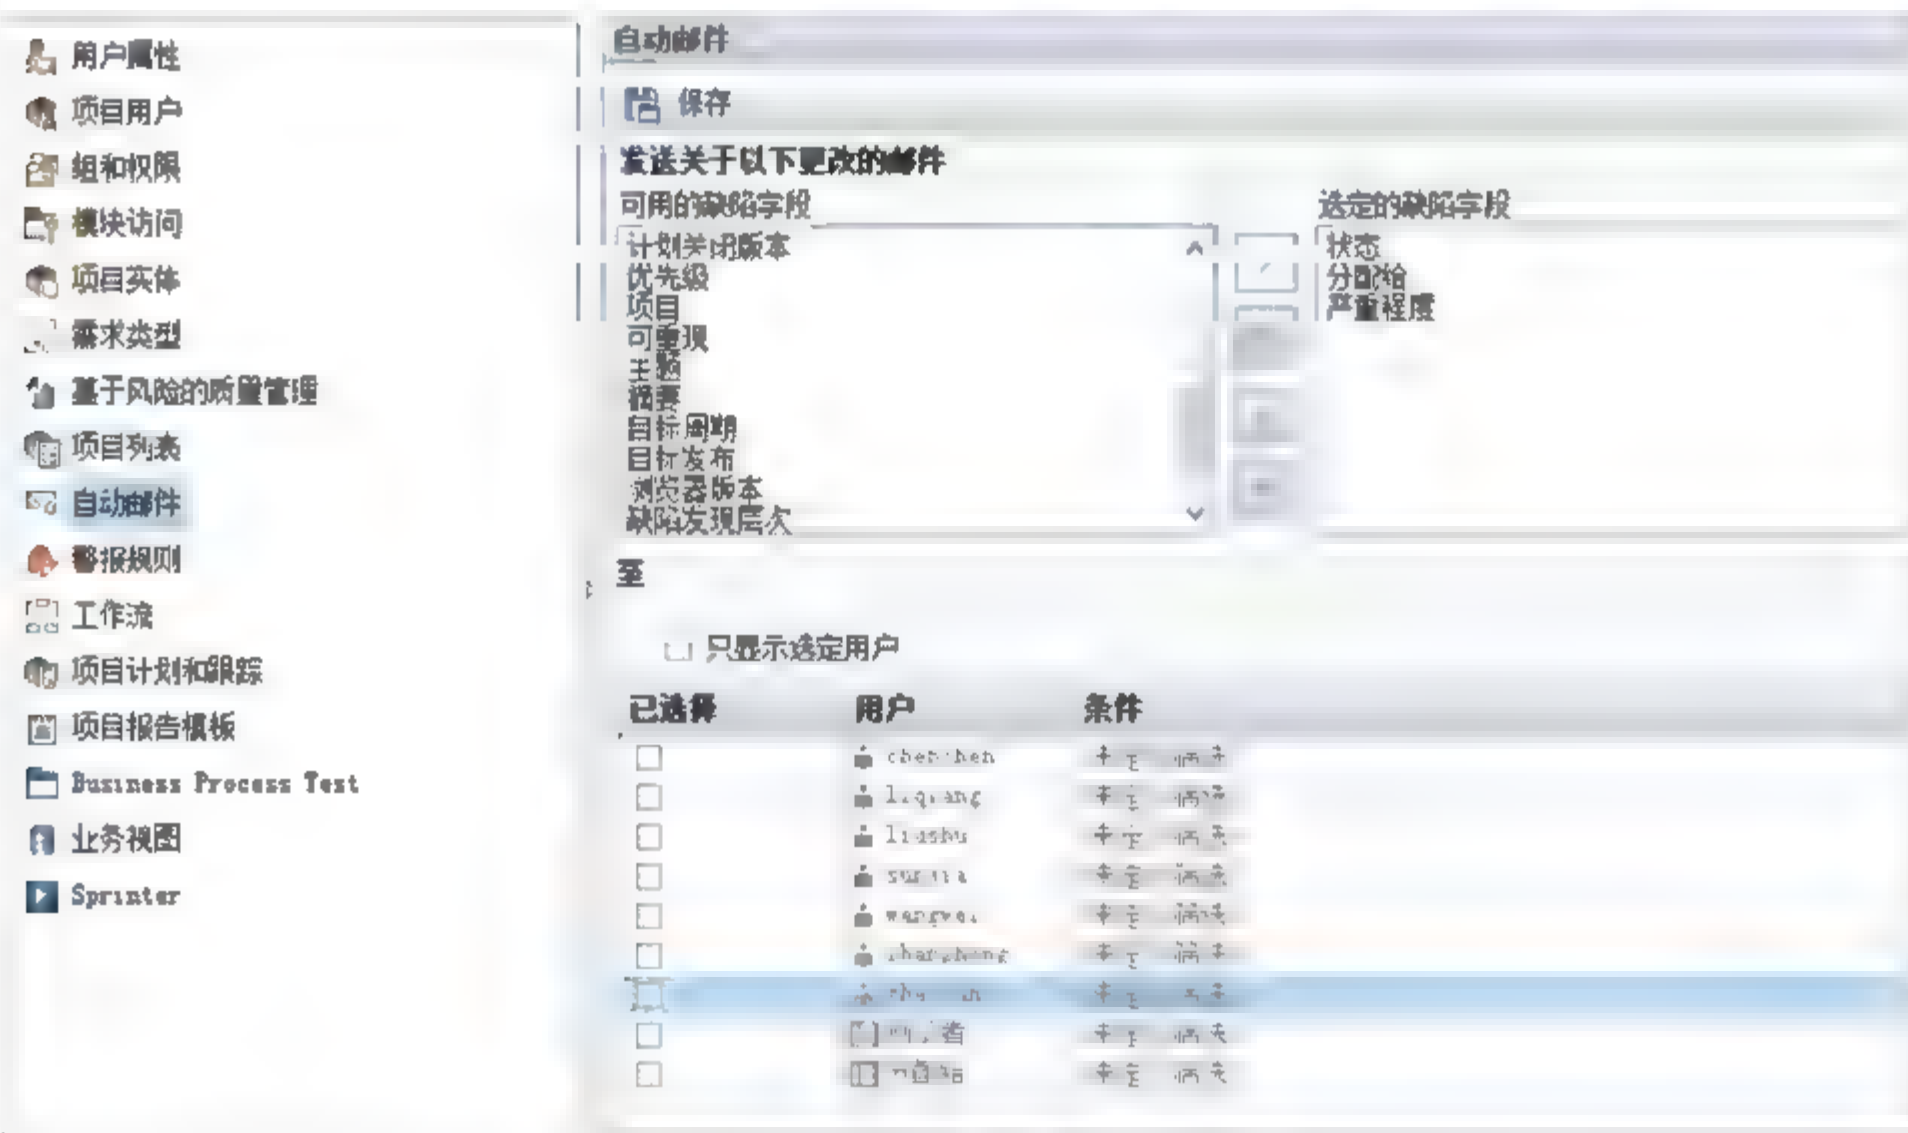 用户属性
项目用户
组和权限
模块访问
项目实体
需求类型
基于风险的质量管理
项目列表
自动邮件
警报规则
工作流
项目计划和跟踪
项目报告模板
Business Process Test
业务视图
Sprinter
自动邮件
保存
发送关于以下更改的邮件
可用的缺陷字段
计划关闭版本
优先级
项目
可重现
主题
摘要
目标周期
目标发布
浏览器版本
缺陷发现层次
选定的缺陷字段
状态
分配给
严重程度
至
只显示选定用户
已选择 用户 条件
liqiang
wangwei